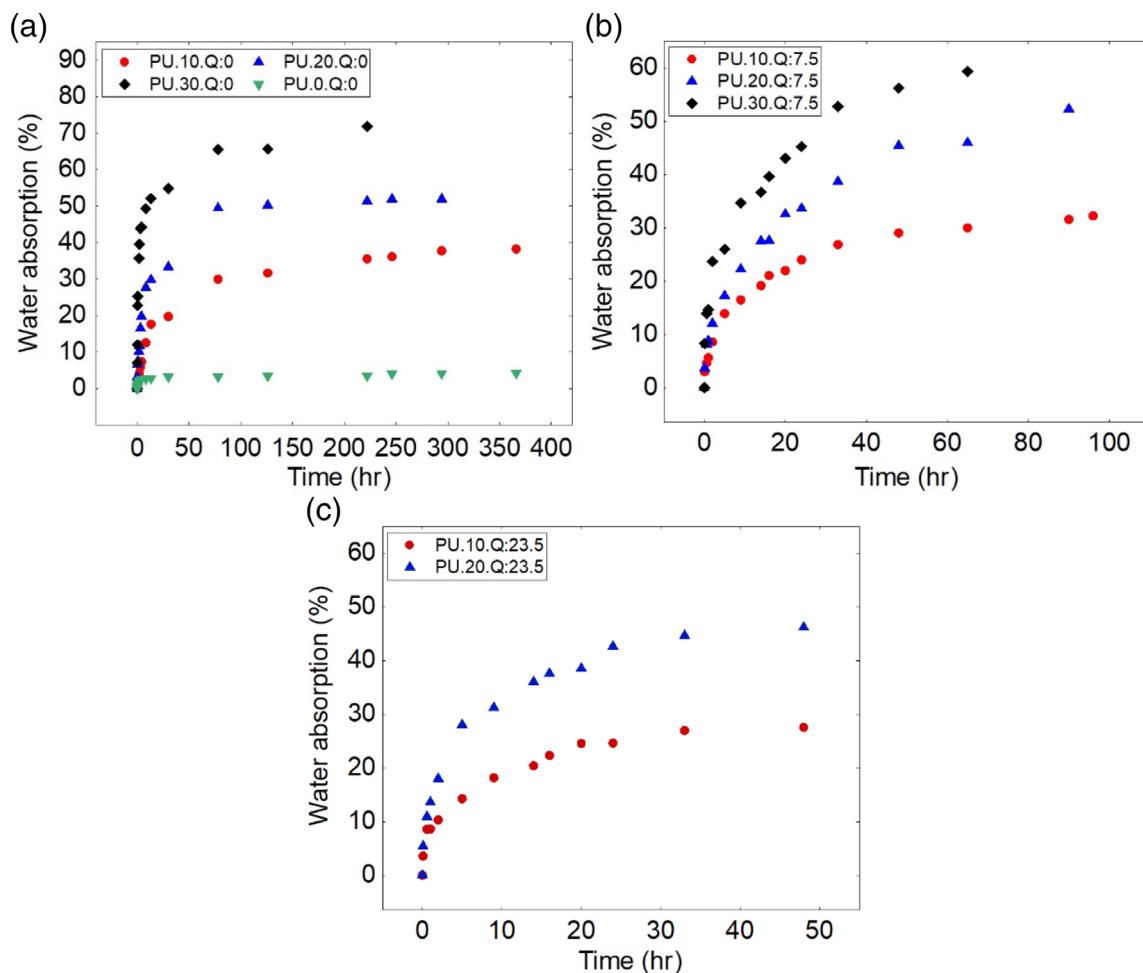 (a)
PU.10.Q:0 PU.20.Q:0
PU.30.Q:0 PU.0.Q:0
90
80
70
60
50
40
30
20
10
0
Water absorption (%)
0 50 100 150 200 250 300 350 400
Time (hr)
(b)
PU.10.Q:7.5
PU.20.Q:7.5
PU.30.Q:7.5
60
50
40
30
20
10
0
Water absorption (%)
0 20 40 60 80 100
Time (hr)
(c)
PU.10.Q:23.5
PU.20.Q:23.5
60
50
40
30
20
10
0
Water absorption (%)
0 10 20 30 40 50
Time (hr)